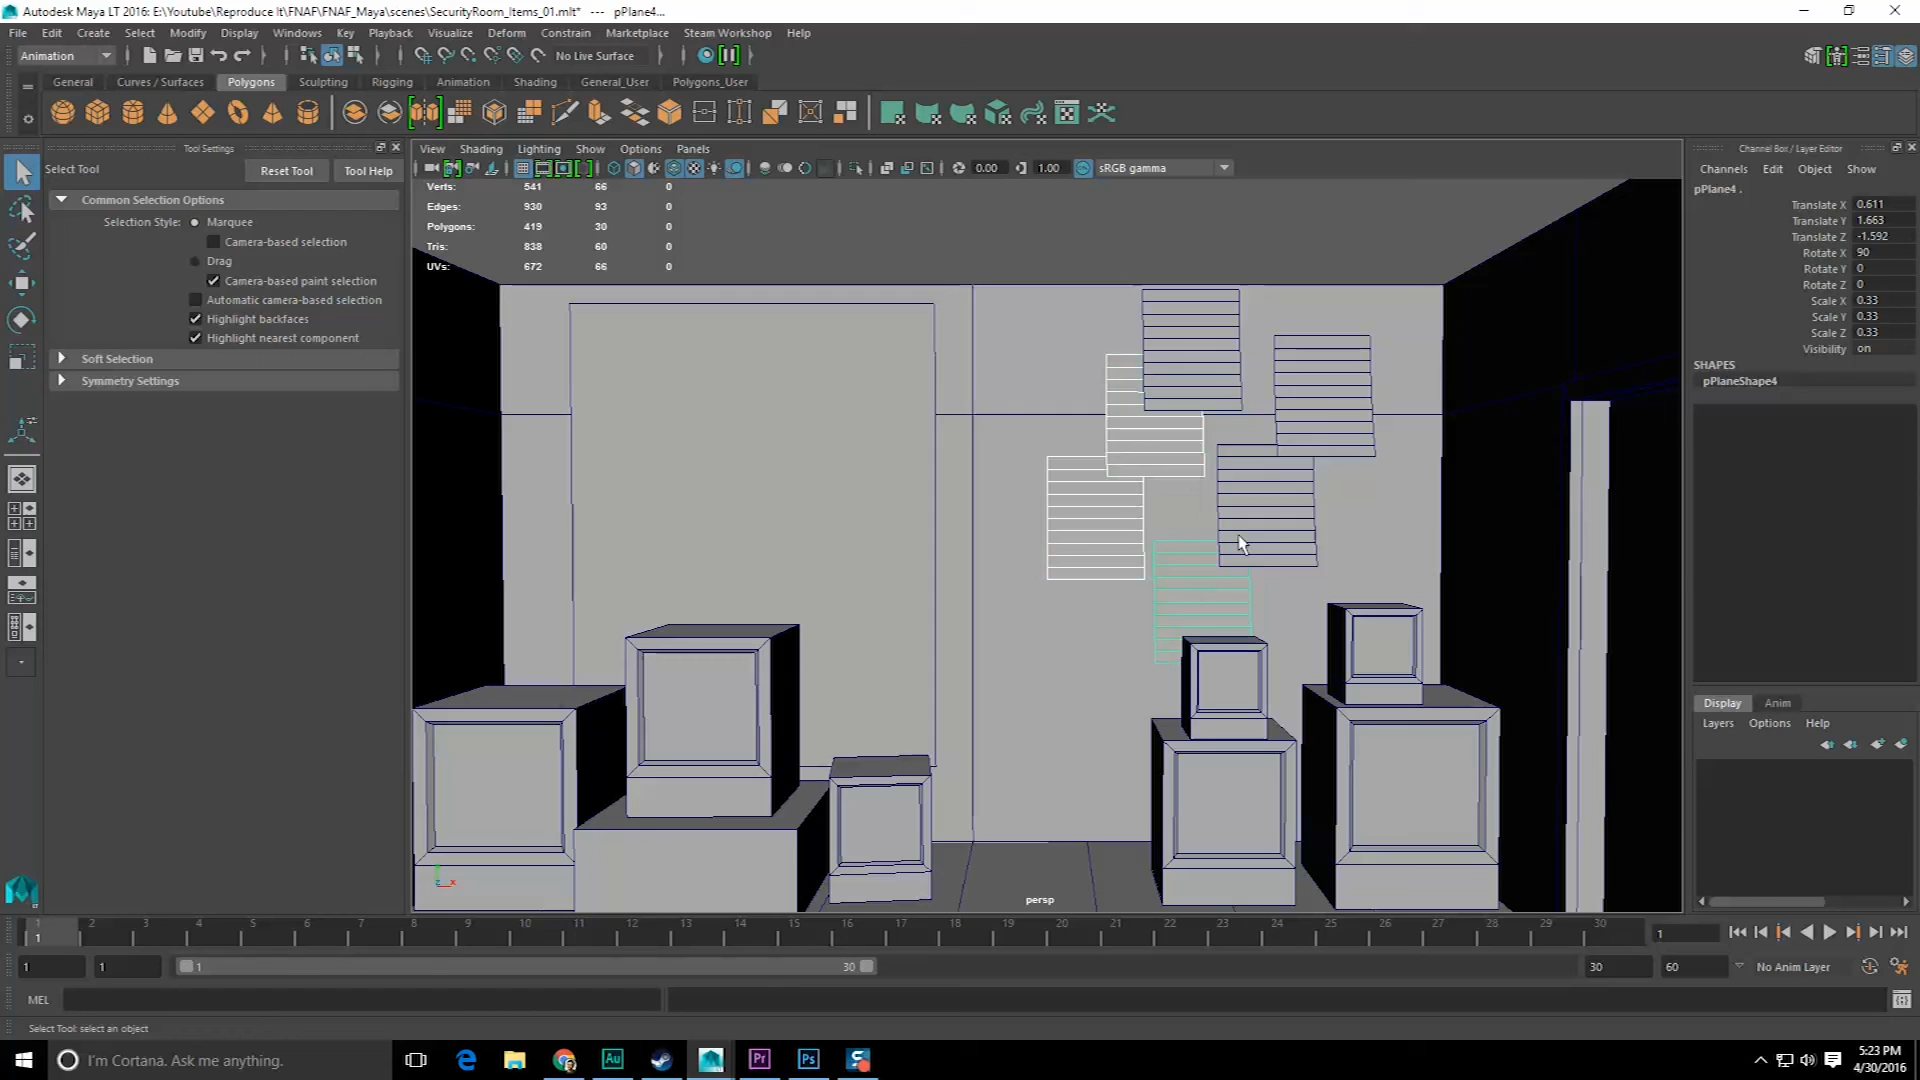 Autodesk Maya LT 2016: E:\Youtube\Reproduce It\FNAF\FNAF_Maya\scenes\SecurityRoom_Items_01.mlt* --- pPlane4...
File Edit Create Select Modify Display Windows Key Playback Visualize Deform Constrain Marketplace Steam Workshop Help
Animation No Live Surface
General Curves / Surfaces Polygons Sculpting Rigging Animation Shading General_User Polygons_User
Tool Settings
Select Tool Reset Tool Tool Help
Common Selection Options
Selection Style: Marquee
Camera-based selection
Drag
Camera-based paint selection
Automatic camera-based selection
Highlight backfaces
Highlight nearest component
Soft Selection
Symmetry Settings
View Shading Lighting Show Renderer Panels
0.00 1.00 sRGB gamma
Verts: 541 66 0
Edges: 930 93 0
Polygons: 419 30 0
Tris: 838 60 0
UVs: 672 66 0
persp
Channel Box / Layer Editor
Channels Edit Object Show
pPlane4 .
Translate X 0.611
Translate Y 1.663
Translate Z -1.592
Rotate X 90
Rotate Y 0
Rotate Z 0
Scale X 0.33
Scale Y 0.33
Scale Z 0.33
Visibility on
SHAPES
pPlaneShape4
Display Anim
Layers Options Help
1 2 3 4 5 6 7 8 9 10 11 12 13 14 15 16 17 18 19 20 21 22 23 24 25 26 27 28 29 30
1 1
1 1 1 30 30 60 No Anim Layer
MEL
Select Tool: select an object
I'm Cortana. Ask me anything.
Au Pr Ps
5:23 PM
4/30/2016